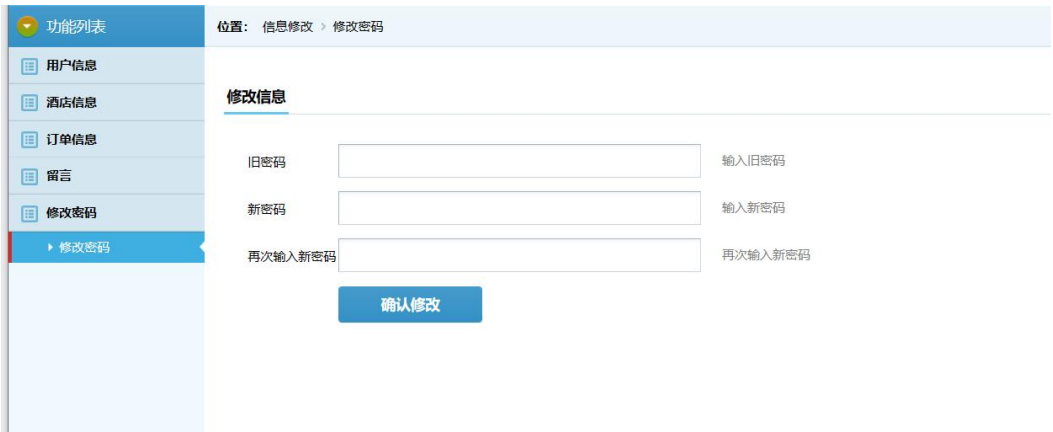 功能列表
位置： 信息修改 > 修改密码
用户信息
酒店信息
订单信息
留言
修改密码
修改密码
修改信息
旧密码 输入旧密码
新密码 输入新密码
再次输入新密码 再次输入新密码
确认修改